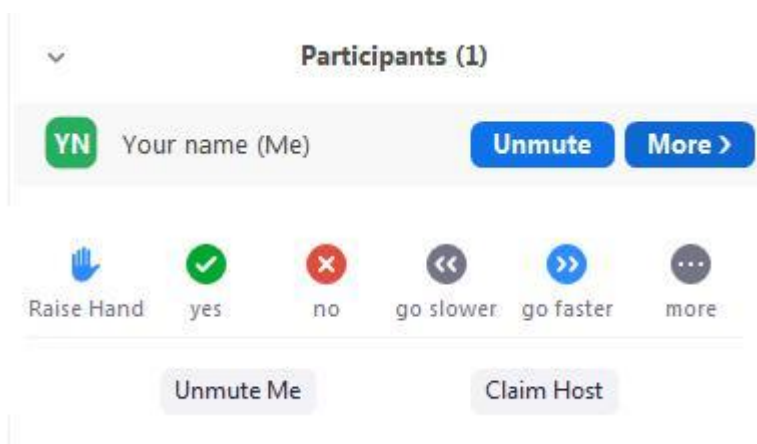 Participants (1)
YN Your name (Me) Unmute More >
Raise Hand yes no go slower go faster more
Unmute Me Claim Host